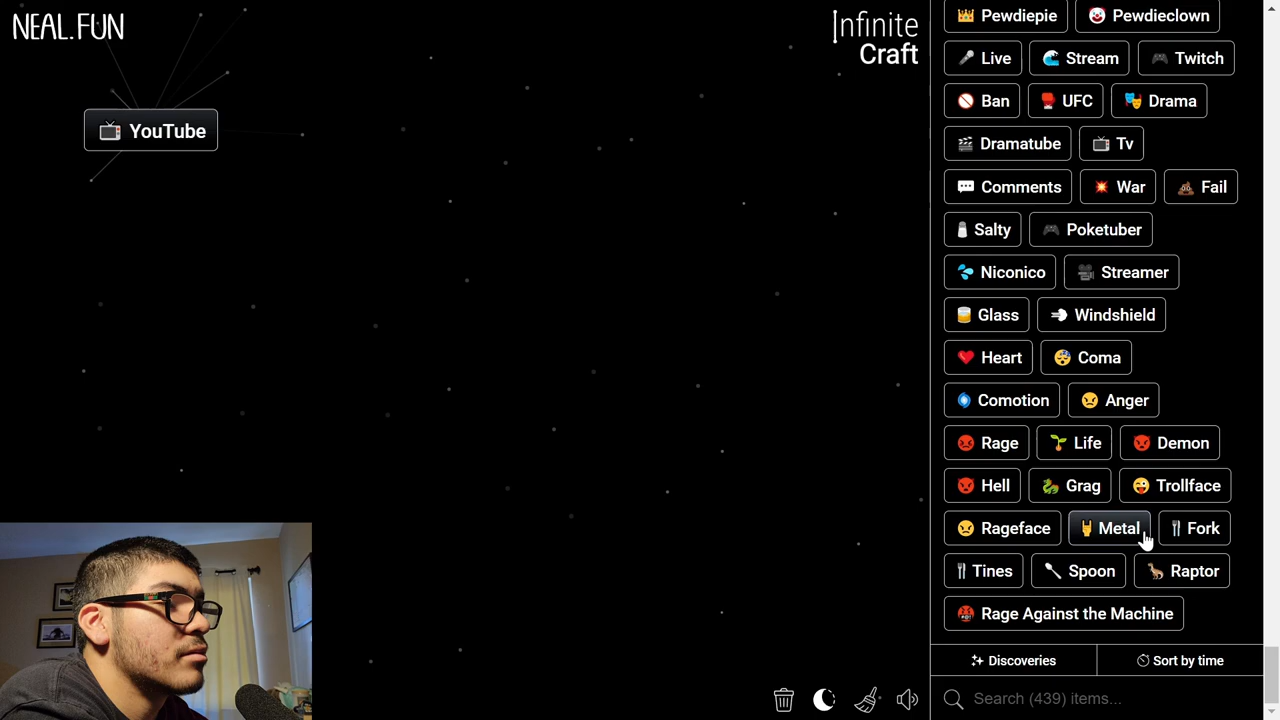 NEAL.FUN
Infinite
Craft
YouTube
Pewdiepie Pewdieclown
Live Stream Twitch
Ban UFC Drama
Dramatube Tv
Comments War Fail
Salty Poketuber
Niconico Streamer
Glass Windshield
Heart Coma
Comotion Anger
Rage Life Demon
Hell Grag Trollface
Rageface Metal Fork
Tines Spoon Raptor
Rage Against the Machine
Discoveries Sort by time
Search (439) items...